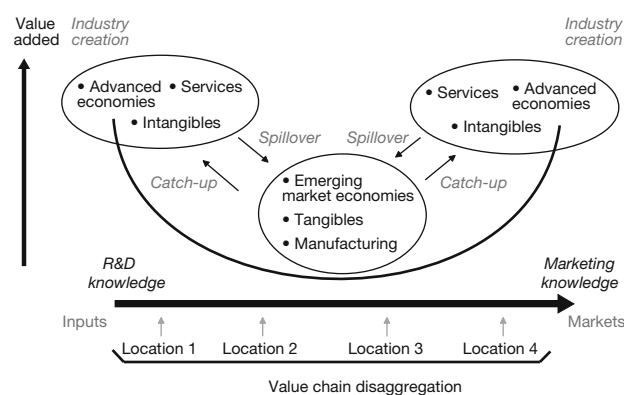 Value
added
Industry
creation
Industry
creation
• Advanced
economies
• Services
• Intangibles
• Services
• Advanced
economies
• Intangibles
Spillover
Spillover
Catch-up
Catch-up
• Emerging
market economies
• Tangibles
• Manufacturing
R&D
knowledge
Marketing
knowledge
Inputs
Markets
Location 1
Location 2
Location 3
Location 4
Value chain disaggregation